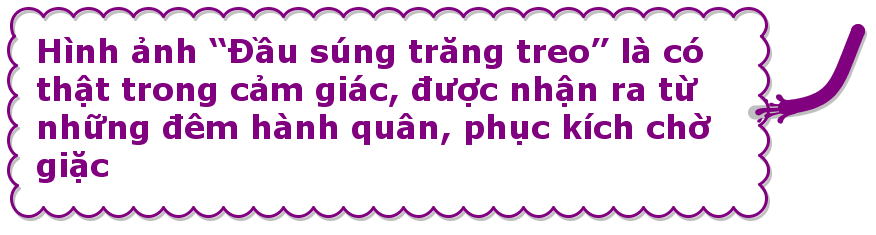 Hình ảnh “Đầu súng trăng treo” là có
thật trong cảm giác, được nhận ra từ
những đêm hành quân, phục kích chờ
giặc